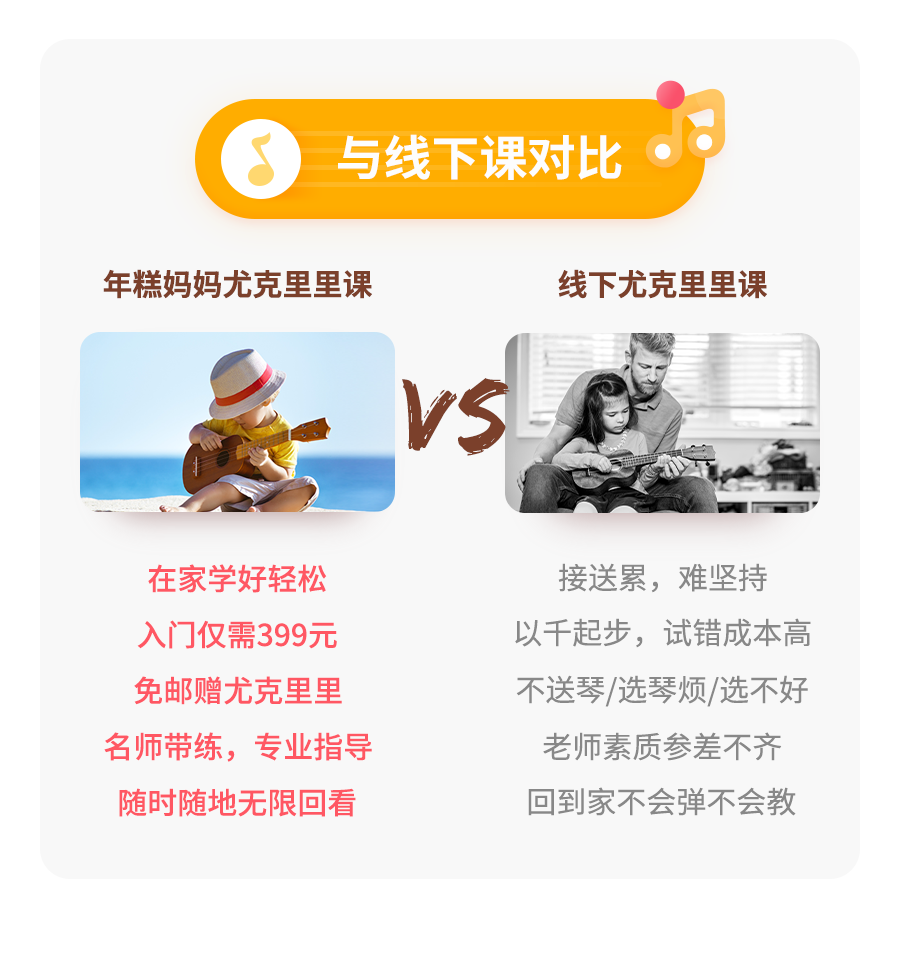 与线下课对比
年糕妈妈尤克里里课
线下尤克里里课
VS
在家学好轻松
入门仅需399元
免邮赠尤克里里
名师带练，专业指导
随时随地无限回看
接送累，难坚持
以千起步，试错成本高
不送琴/选琴烦/选不好
老师素质参差不齐
回到家不会弹不会教